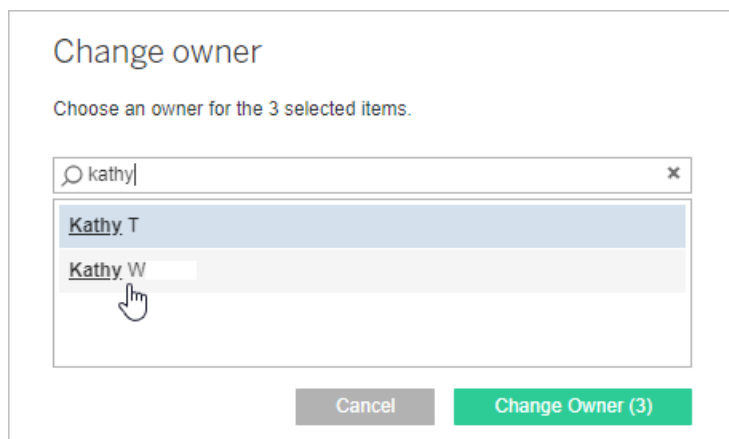 Change owner
Choose an owner for the 3 selected items.
kathy
Kathy T
Kathy W
Cancel Change Owner (3)